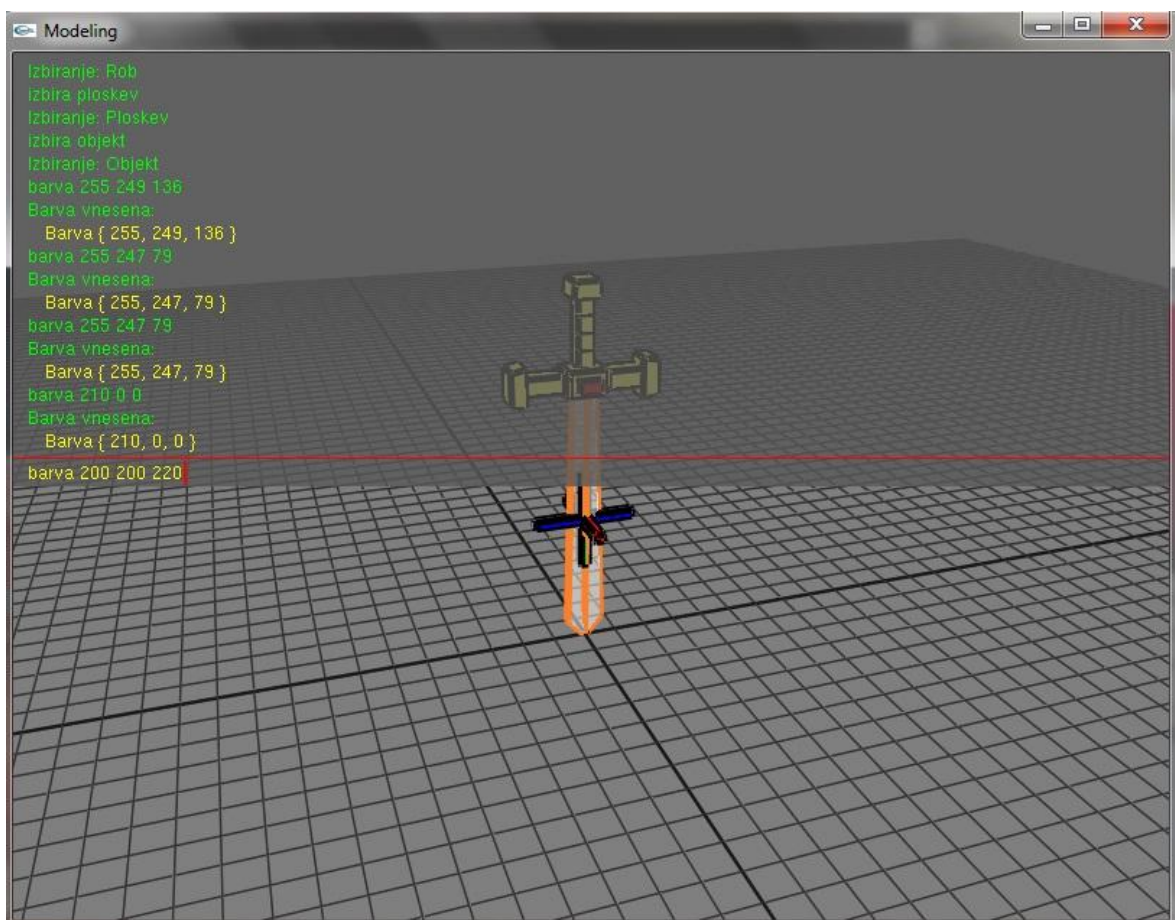 Modeling
Izbiranje: Rob
izbira ploskev
Izbiranje: Ploskev
izbira objekt
Izbiranje: Objekt
barva 255 249 136
Barva vnesena:
Barva { 255, 249, 136 }
barva 255 247 79
Barva vnesena:
Barva { 255, 247, 79 }
barva 255 247 79
Barva vnesena:
Barva { 255, 247, 79 }
barva 210 0 0
Barva vnesena:
Barva { 210, 0, 0 }
barva 200 200 220